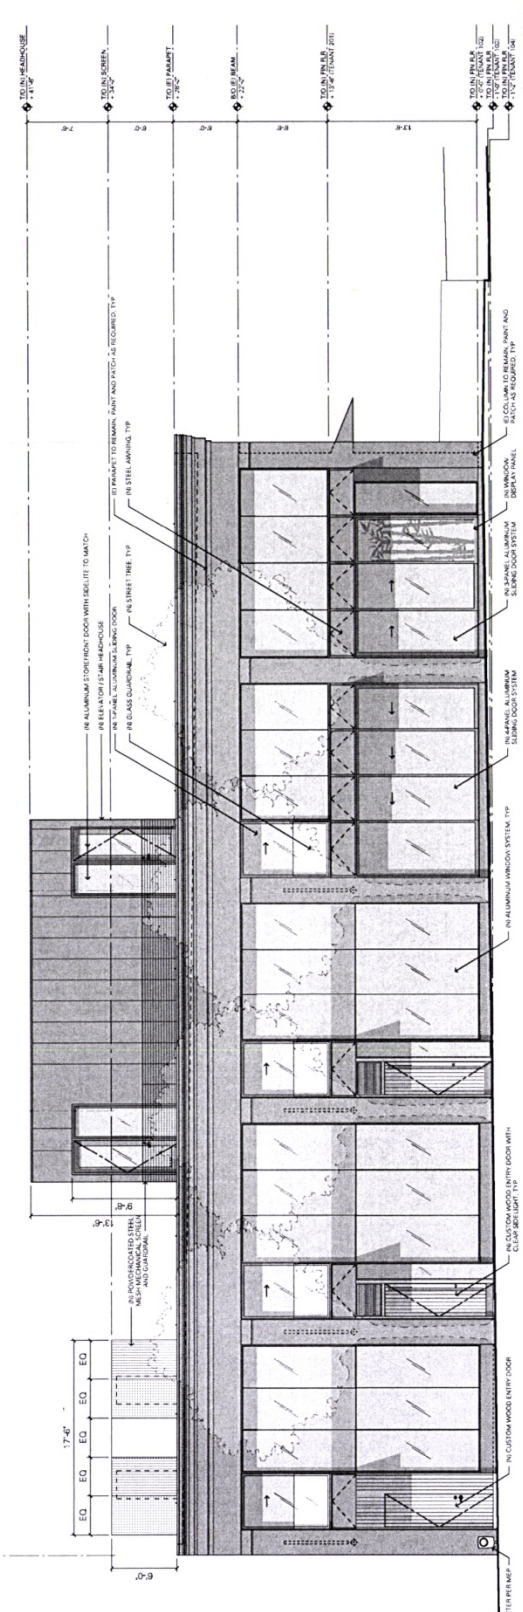 T/O (N) HEADHOUSE
+ 41'-8"
T/O (N) SCREEN
+ 34'-2"
T/O (E) PARAPET
+ 28'-2"
B/O (E) BEAM
+ 22'-2"
T/O (N) FIN FLR
+ 13'-8" (TENANT 201)
T/O (N) FIN FLR
T/O (N) FIN FLR
T/O (N) FIN FLR
7'-6"
6'-0"
6'-0"
13'-8"
(N) ALUMINUM STOREFRONT DOOR WITH SIDELITE TO MATCH
(N) ELEVATOR / STAIR HEADHOUSE
(N) 1-PANEL ALUMINUM SLIDING DOOR
(N) GLASS GUARDRAIL, TYP
(N) STREET TREE, TYP
(E) PARAPET TO REMAIN, PAINT AND PATCH AS REQUIRED, TYP
(N) STEEL AWNING, TYP
17'-6"
EQ
EQ
EQ
EQ
EQ
6'-0"
13'-6"
9'-8"
(N) POWDERCOATED STEEL
MESH MECHANICAL SCREEN
AND GUARDRAIL
TER PER MEP
(N) CUSTOM WOOD ENTRY DOOR
(N) CUSTOM WOOD ENTRY DOOR WITH
CLEAR SIDELIGHT, TYP
(N) ALUMINUM WINDOW SYSTEM, TYP
(N) 4-PANEL ALUMINUM
SLIDING DOOR SYSTEM
(N) 3-PANEL ALUMINUM
SLIDING DOOR SYSTEM
(N) WINDOW
DISPLAY PANEL
(E) COLUMN TO REMAIN, PAINT AND
PATCH AS REQUIRED, TYP